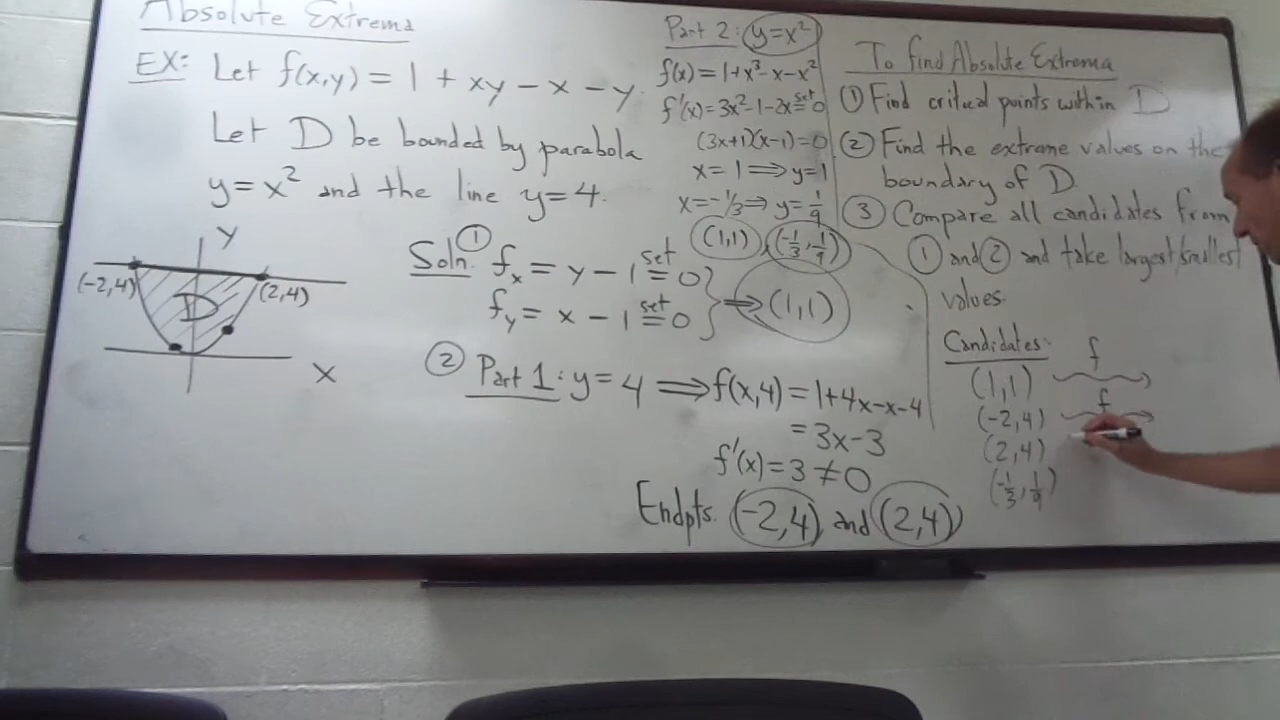 Absolute Extrema
EX: Let f(x,y) = 1 + xy - x - y.
Let D be bounded by parabola
y = x² and the line y = 4.
y
(-2,4)
(2,4)
D
x
Soln. ① f_x = y - 1 set= 0
f_y = x - 1 set= 0 } ⟹ (1,1)
② Part 1: y = 4 ⟹ f(x,4) = 1+4x-x-4
= 3x-3
f'(x) = 3 ≠ 0
Endpts. (-2,4) and (2,4)
Part 2: y=x²
f(x) = 1+x³-x-x²
f'(x) = 3x²-1-2x set= 0
(3x+1)(x-1)=0
x = 1 ⟹ y=1
x = -1/3 ⟹ y = 1/9
(1,1), (-1/3, 1/9)
To find Absolute Extrema
① Find critical points within D
② Find the extreme values on the
boundary of D.
③ Compare all candidates from
① and ② and take largest/smallest
values.
Candidates:
(1,1) f
(-2,4) f
(2,4)
(-1/3, 1/9)